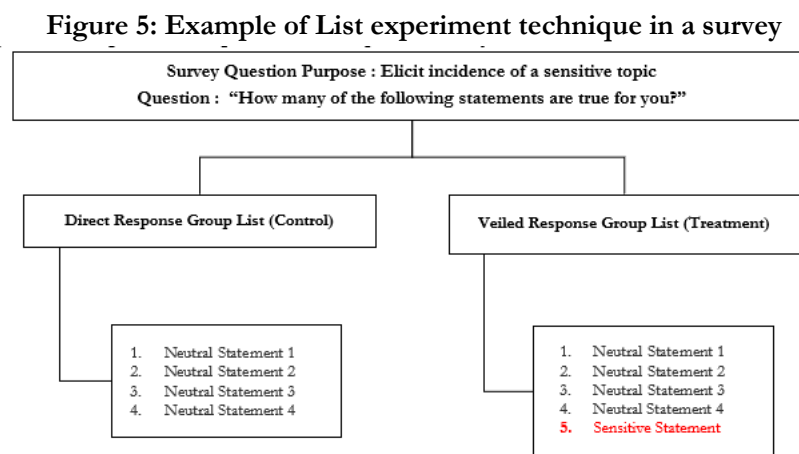 Figure 5: Example of List experiment technique in a survey
Survey Question Purpose : Elicit incidence of a sensitive topic
Question : “How many of the following statements are true for you?”
Direct Response Group List (Control)
Veiled Response Group List (Treatment)
1. Neutral Statement 1
2. Neutral Statement 2
3. Neutral Statement 3
4. Neutral Statement 4
1. Neutral Statement 1
2. Neutral Statement 2
3. Neutral Statement 3
4. Neutral Statement 4
5. Sensitive Statement